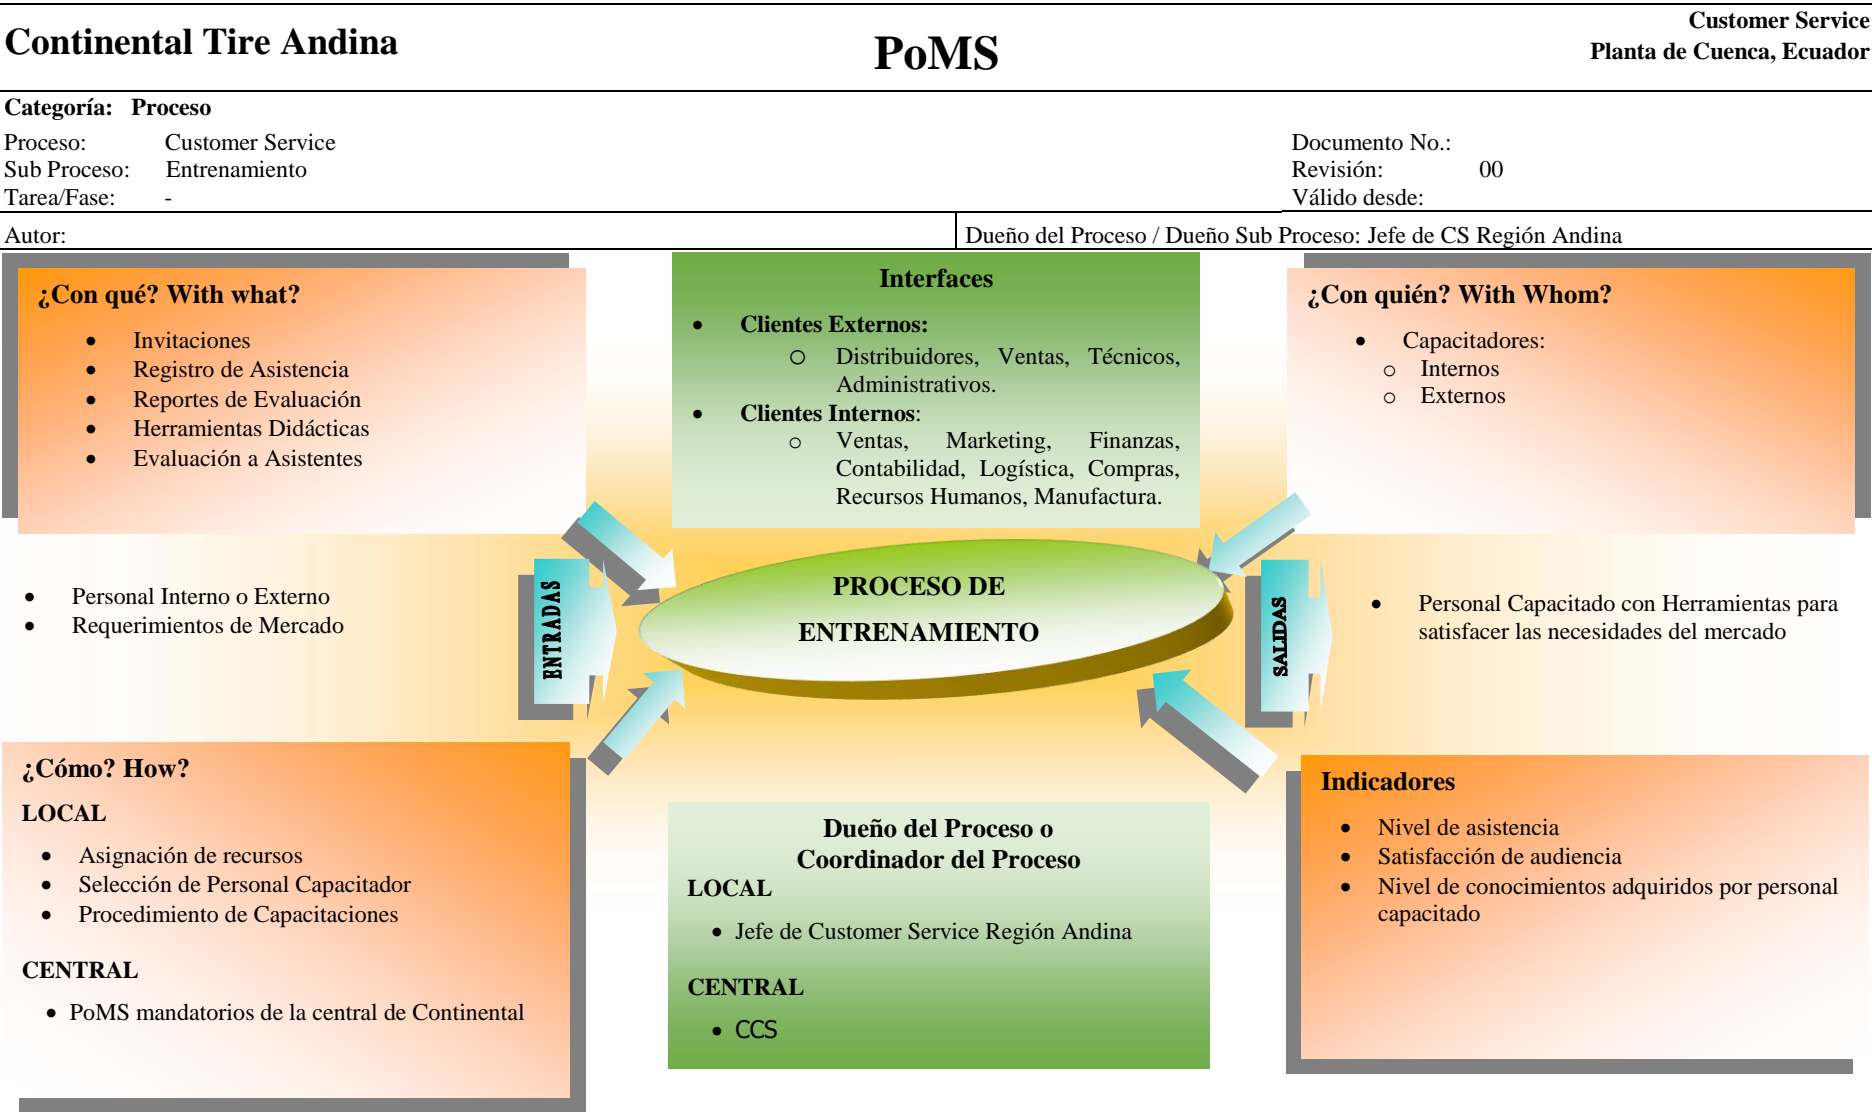 Continental Tire Andina
PoMS
Customer Service
Planta de Cuenca, Ecuador
Categoría: Proceso
Proceso: Customer Service
Sub Proceso: Entrenamiento
Tarea/Fase: -
Documento No.:
Revisión: 00
Válido desde:
Autor:
Dueño del Proceso / Dueño Sub Proceso: Jefe de CS Región Andina
¿Con qué? With what?
• Invitaciones
• Registro de Asistencia
• Reportes de Evaluación
• Herramientas Didácticas
• Evaluación a Asistentes
Interfaces
• Clientes Externos:
o Distribuidores, Ventas, Técnicos,
Administrativos.
• Clientes Internos:
o Ventas, Marketing, Finanzas,
Contabilidad, Logística, Compras,
Recursos Humanos, Manufactura.
¿Con quién? With Whom?
• Capacitadores:
o Internos
o Externos
• Personal Interno o Externo
• Requerimientos de Mercado
ENTRADAS
PROCESO DE
ENTRENAMIENTO
SALIDAS
• Personal Capacitado con Herramientas para
satisfacer las necesidades del mercado
¿Cómo? How?
LOCAL
• Asignación de recursos
• Selección de Personal Capacitador
• Procedimiento de Capacitaciones
CENTRAL
• PoMS mandatorios de la central de Continental
Dueño del Proceso o
Coordinador del Proceso
LOCAL
• Jefe de Customer Service Región Andina
CENTRAL
• CCS
Indicadores
• Nivel de asistencia
• Satisfacción de audiencia
• Nivel de conocimientos adquiridos por personal
capacitado